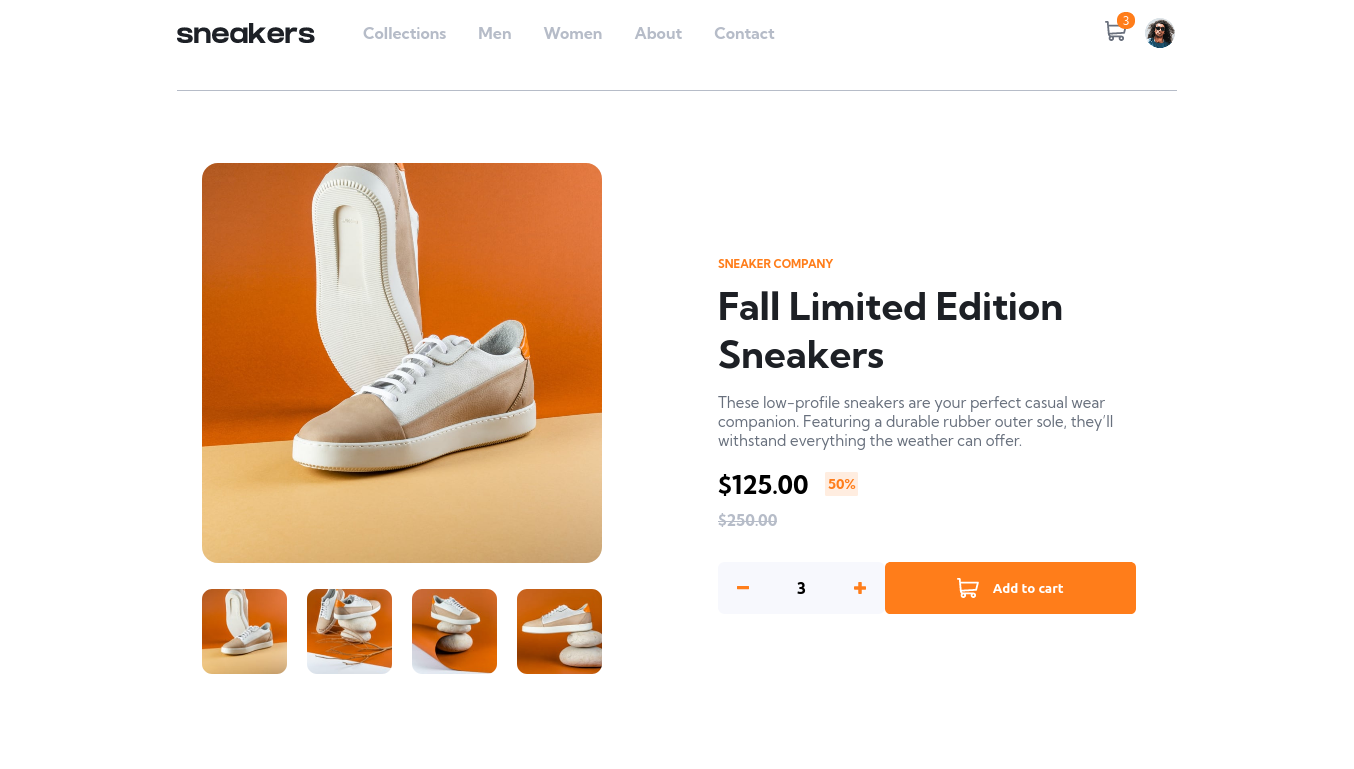 sneakers
Collections
Men
Women
About
Contact
3
SNEAKER COMPANY
Fall Limited Edition
Sneakers
These low-profile sneakers are your perfect casual wear
companion. Featuring a durable rubber outer sole, they'll
withstand everything the weather can offer.
$125.00 50%
$250.00
3
Add to cart